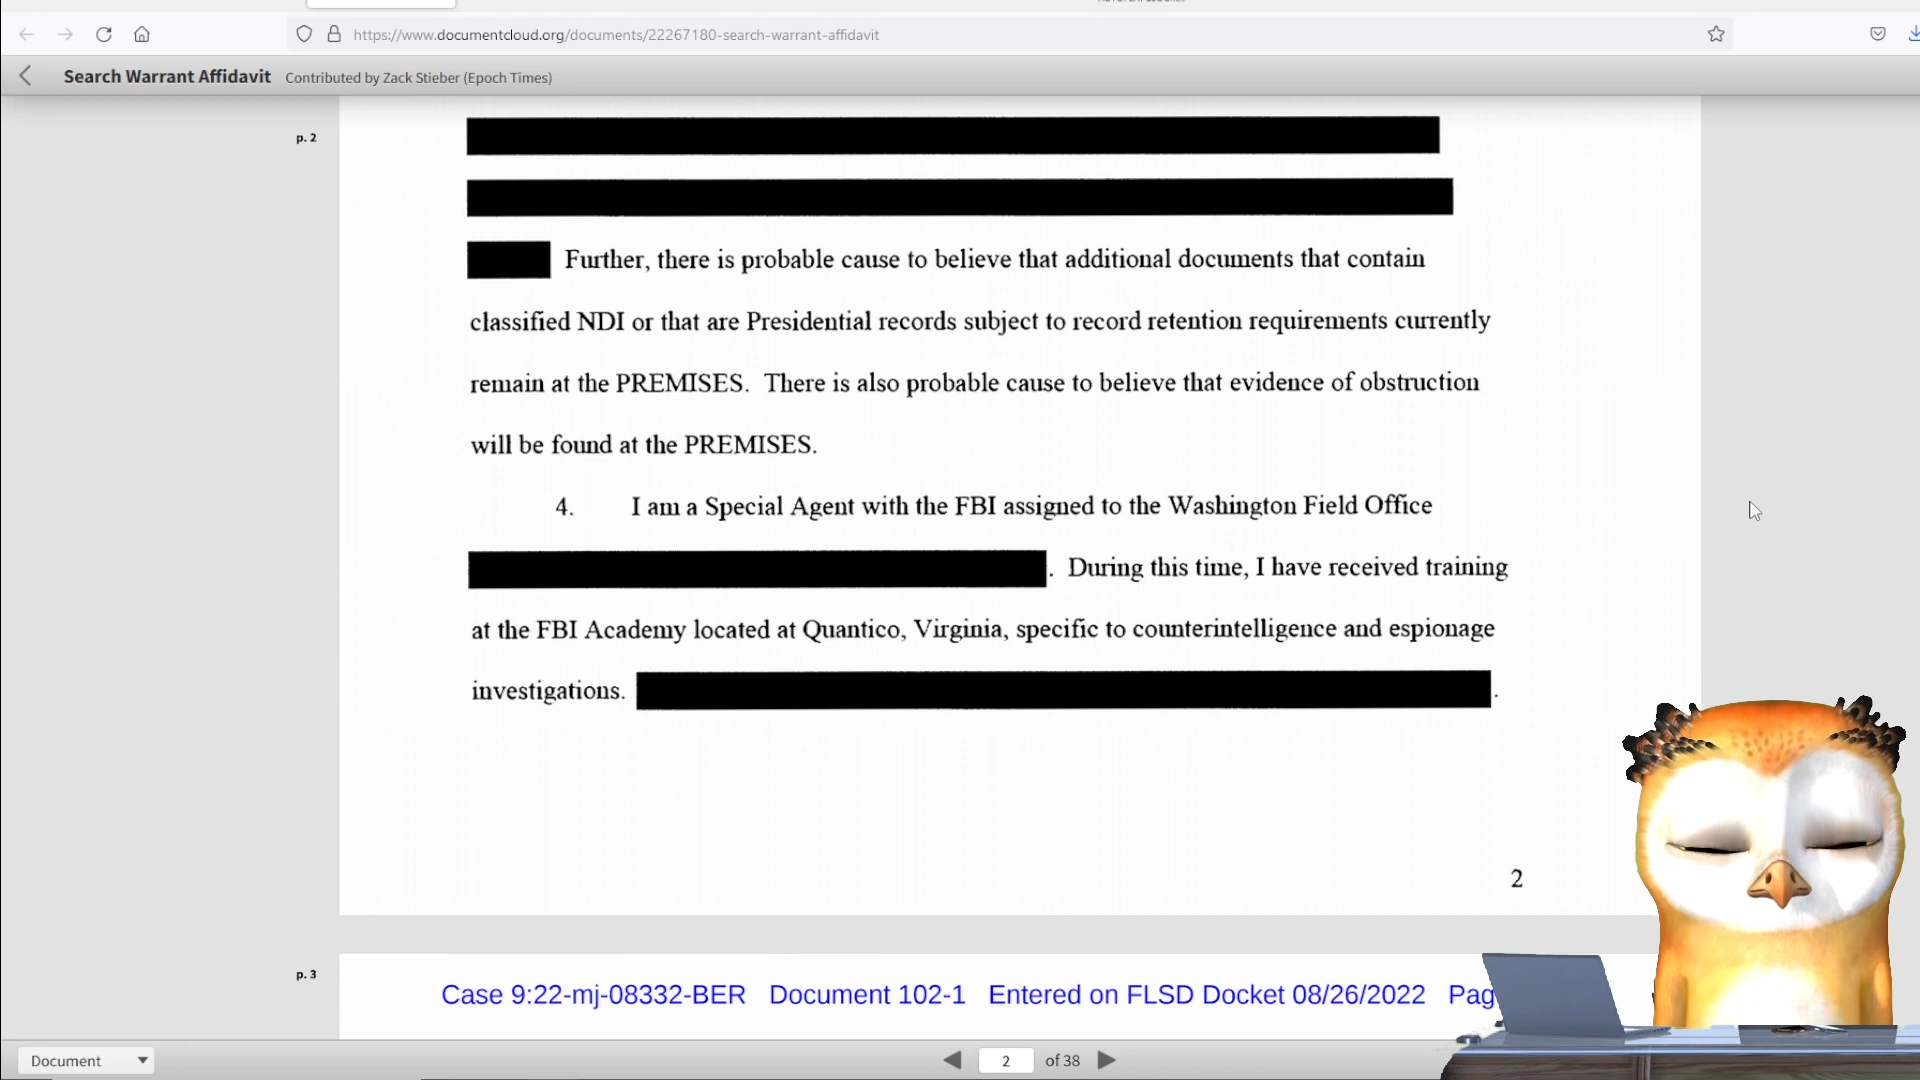 https://www.documentcloud.org/documents/22267180-search-warrant-affidavit
Search Warrant Affidavit Contributed by Zack Stieber (Epoch Times)
p. 2
Further, there is probable cause to believe that additional documents that contain
classified NDI or that are Presidential records subject to record retention requirements currently
remain at the PREMISES. There is also probable cause to believe that evidence of obstruction
will be found at the PREMISES.
4. I am a Special Agent with the FBI assigned to the Washington Field Office
. During this time, I have received training
at the FBI Academy located at Quantico, Virginia, specific to counterintelligence and espionage
investigations. .
2
p. 3
Case 9:22-mj-08332-BER Document 102-1 Entered on FLSD Docket 08/26/2022 Pag
Document 2 of 38